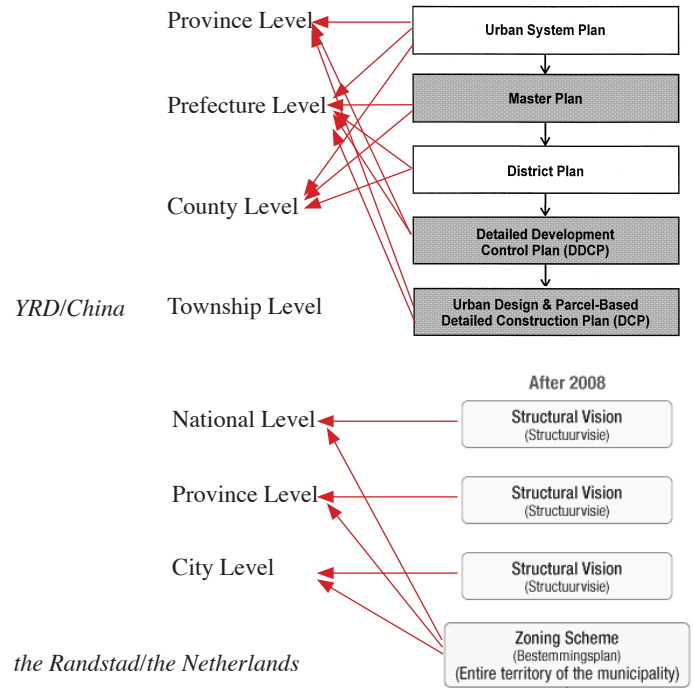 Province Level
Urban System Plan
Prefecture Level
Master Plan
District Plan
County Level
Detailed Development
Control Plan (DDCP)
YRD/China
Township Level
Urban Design & Parcel-Based
Detailed Construction Plan (DCP)
After 2008
National Level
Structural Vision
(Structuurvisie)
Province Level
Structural Vision
(Structuurvisie)
City Level
Structural Vision
(Structuurvisie)
the Randstad/the Netherlands
Zoning Scheme
(Bestemmingsplan)
(Entire territory of the municipality)